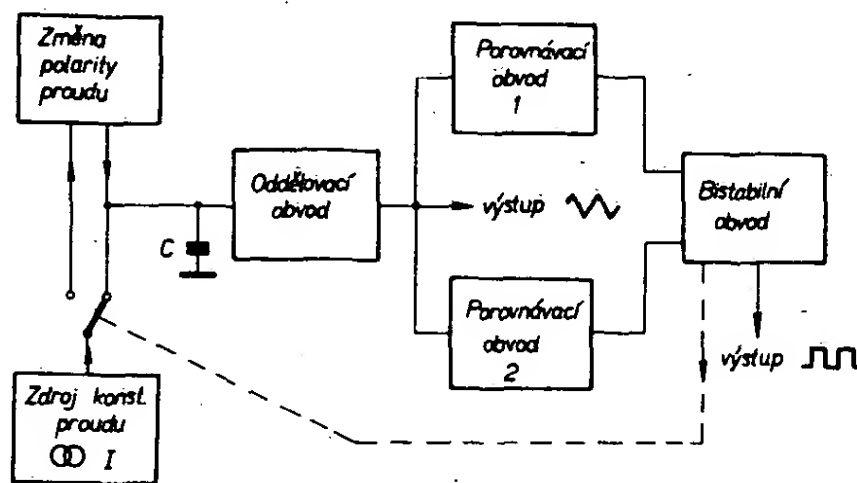 Změna
polarity
proudu
Porovnávací
obvod
1
Oddělovací
obvod
výstup
Bistabilní
obvod
C
Porovnávací
obvod
2
výstup
Zdroj konst.
proudu
I